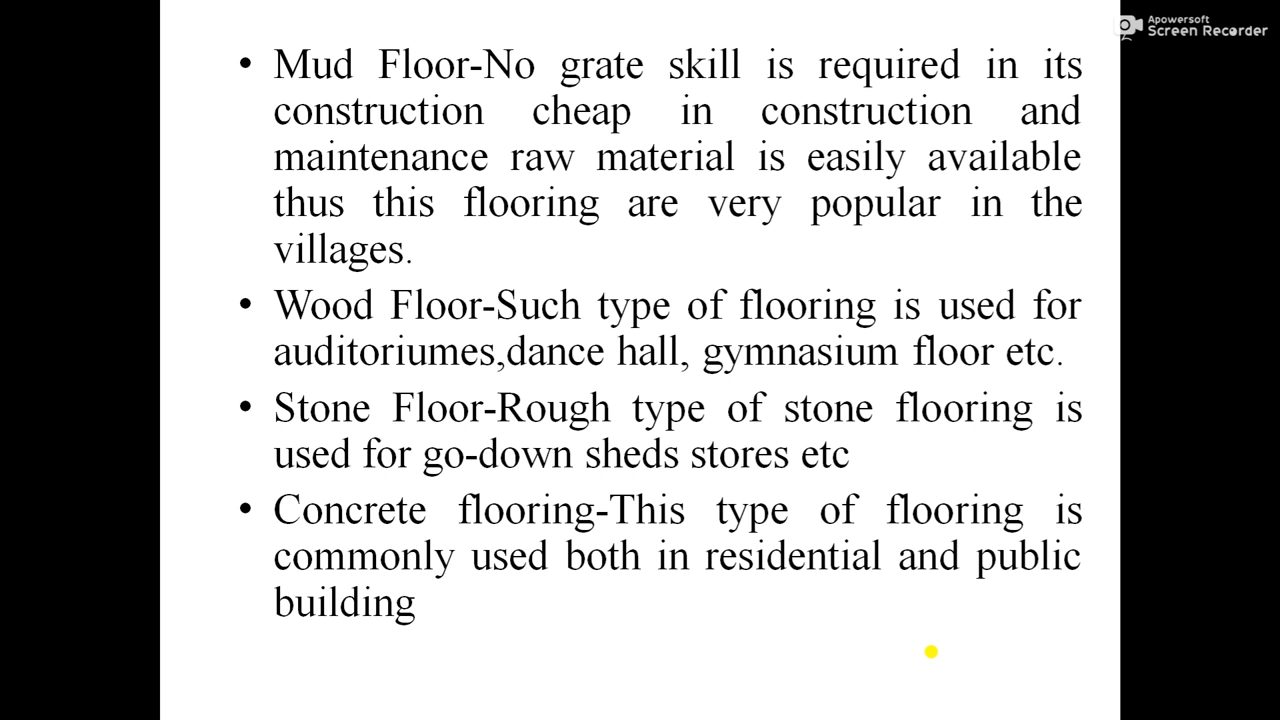 Apowersoft
Screen Recorder
• Mud Floor-No grate skill is required in its
construction cheap in construction and
maintenance raw material is easily available
thus this flooring are very popular in the
villages.
• Wood Floor-Such type of flooring is used for
auditoriumes,dance hall, gymnasium floor etc.
• Stone Floor-Rough type of stone flooring is
used for go-down sheds stores etc
• Concrete flooring-This type of flooring is
commonly used both in residential and public
building